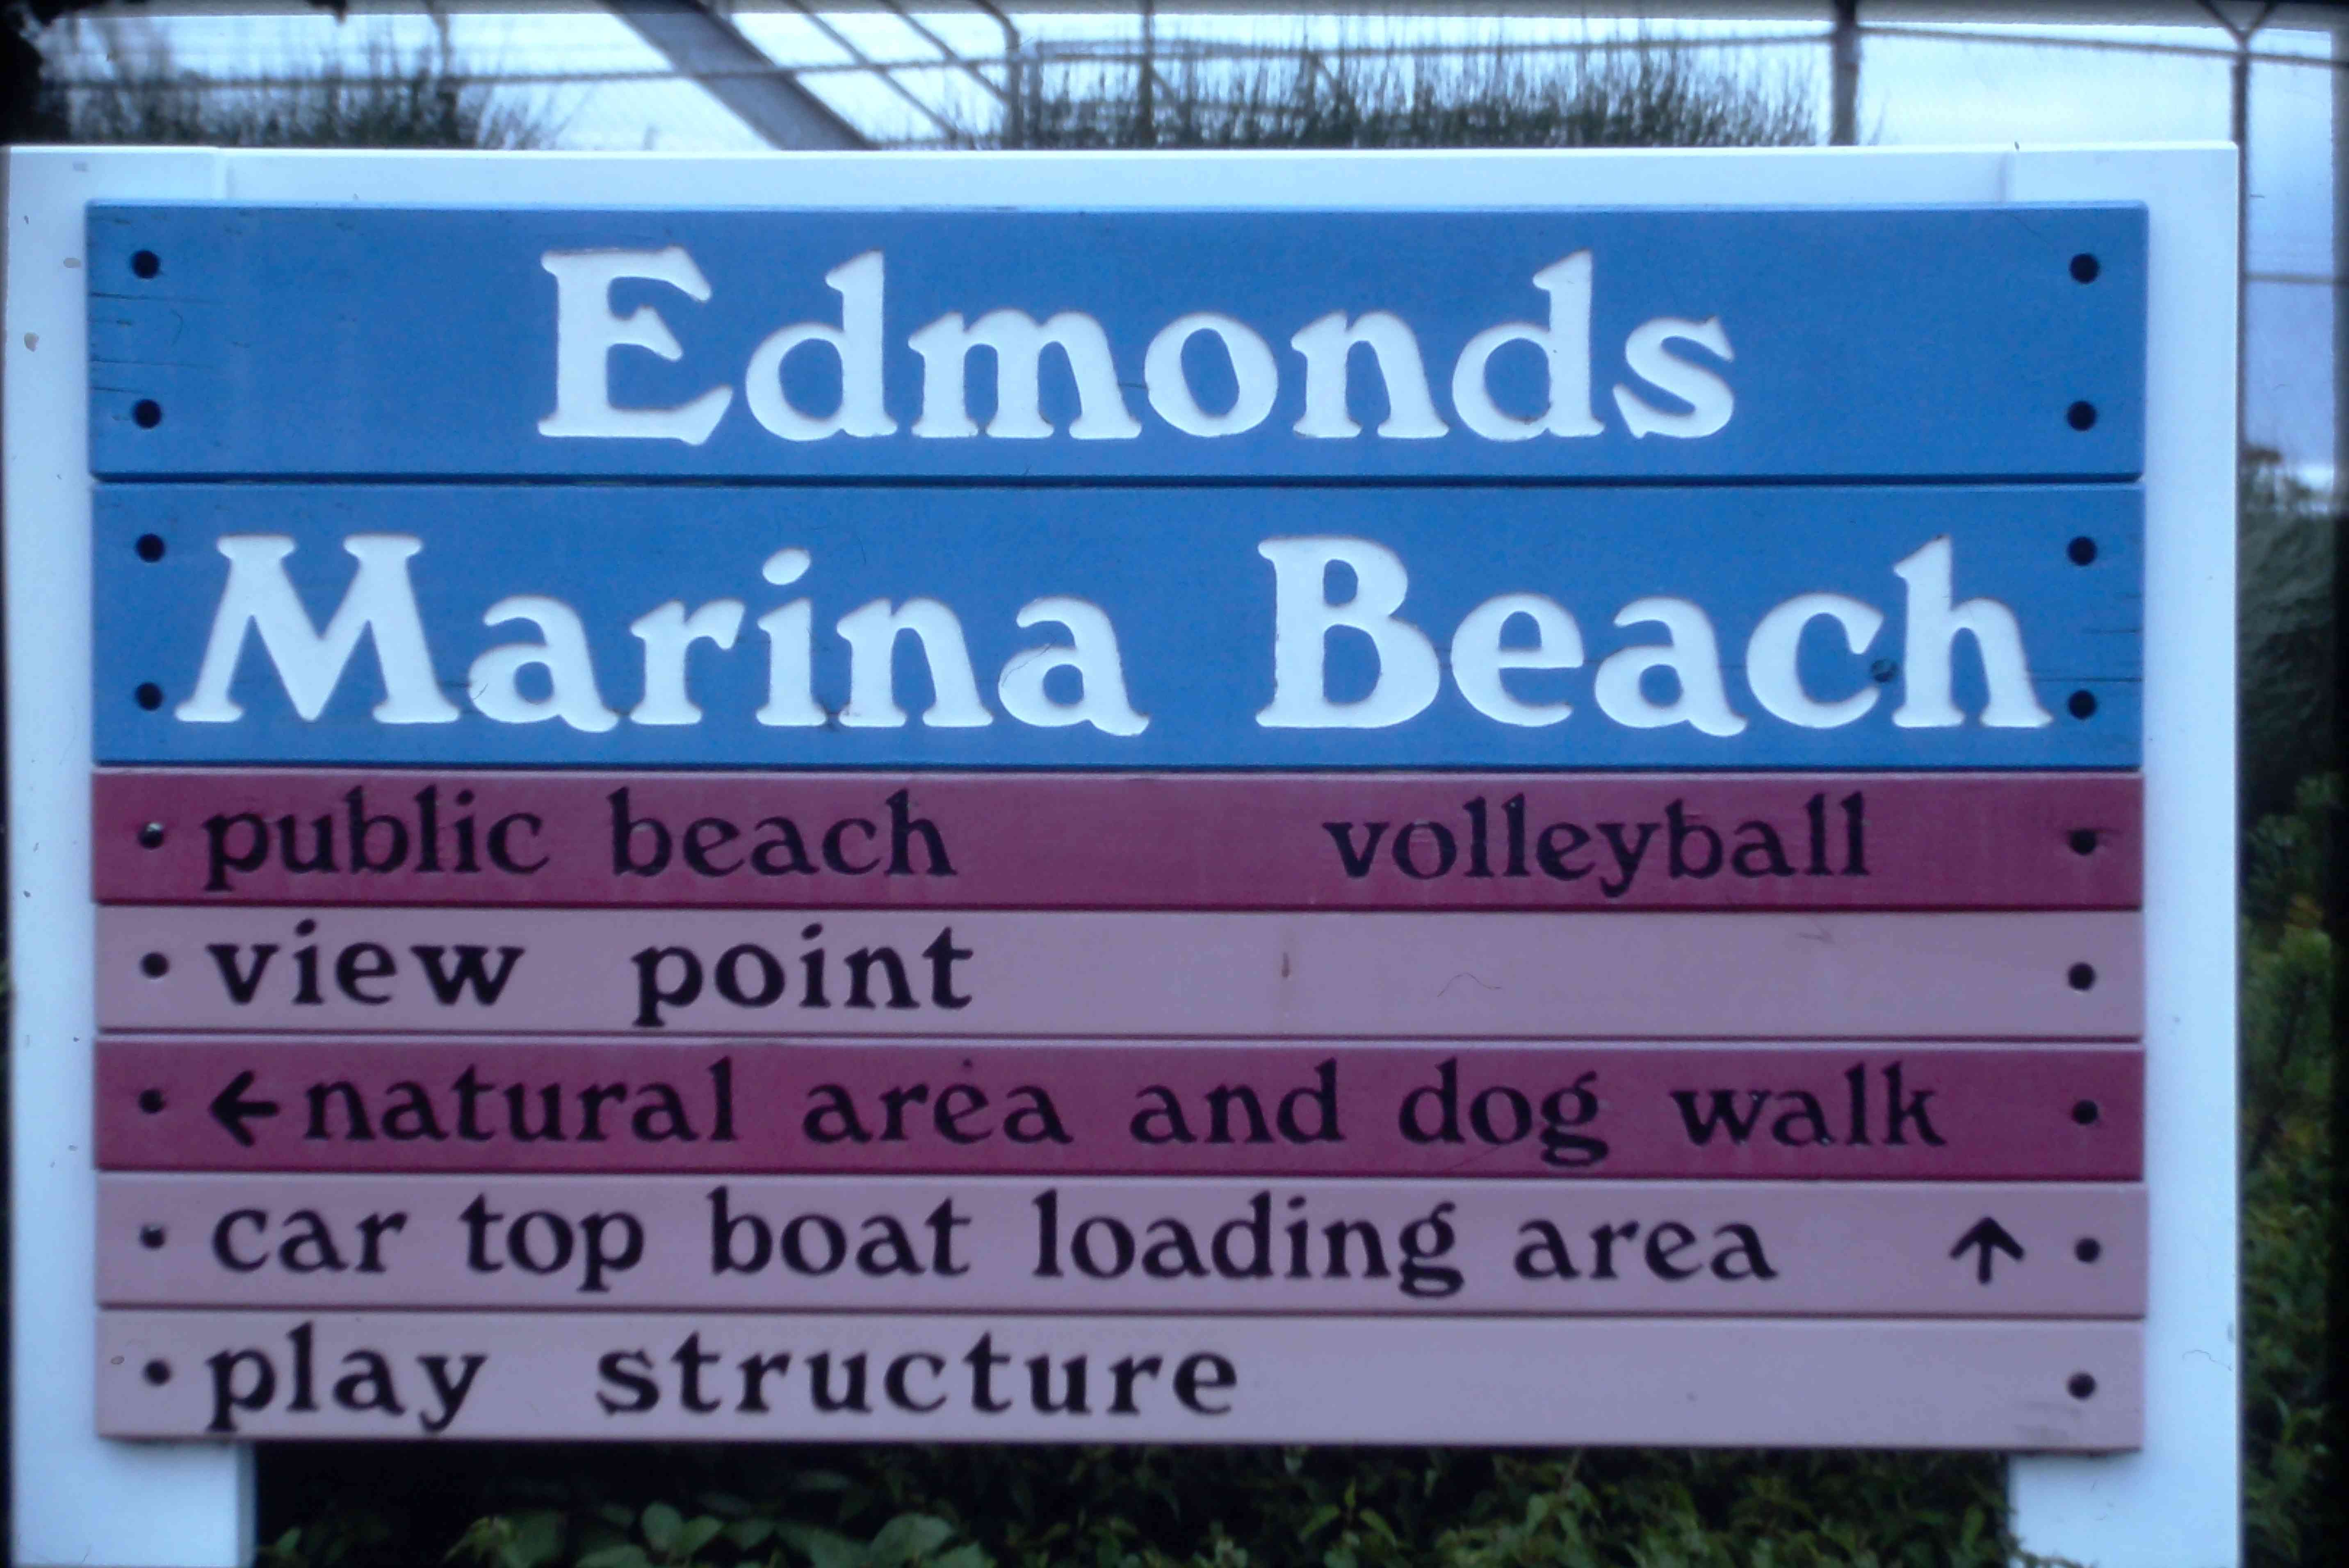 Edmonds
Marina Beach
public beach volleyball
view point
←natural area and dog walk
car top boat loading area ↑
play structure